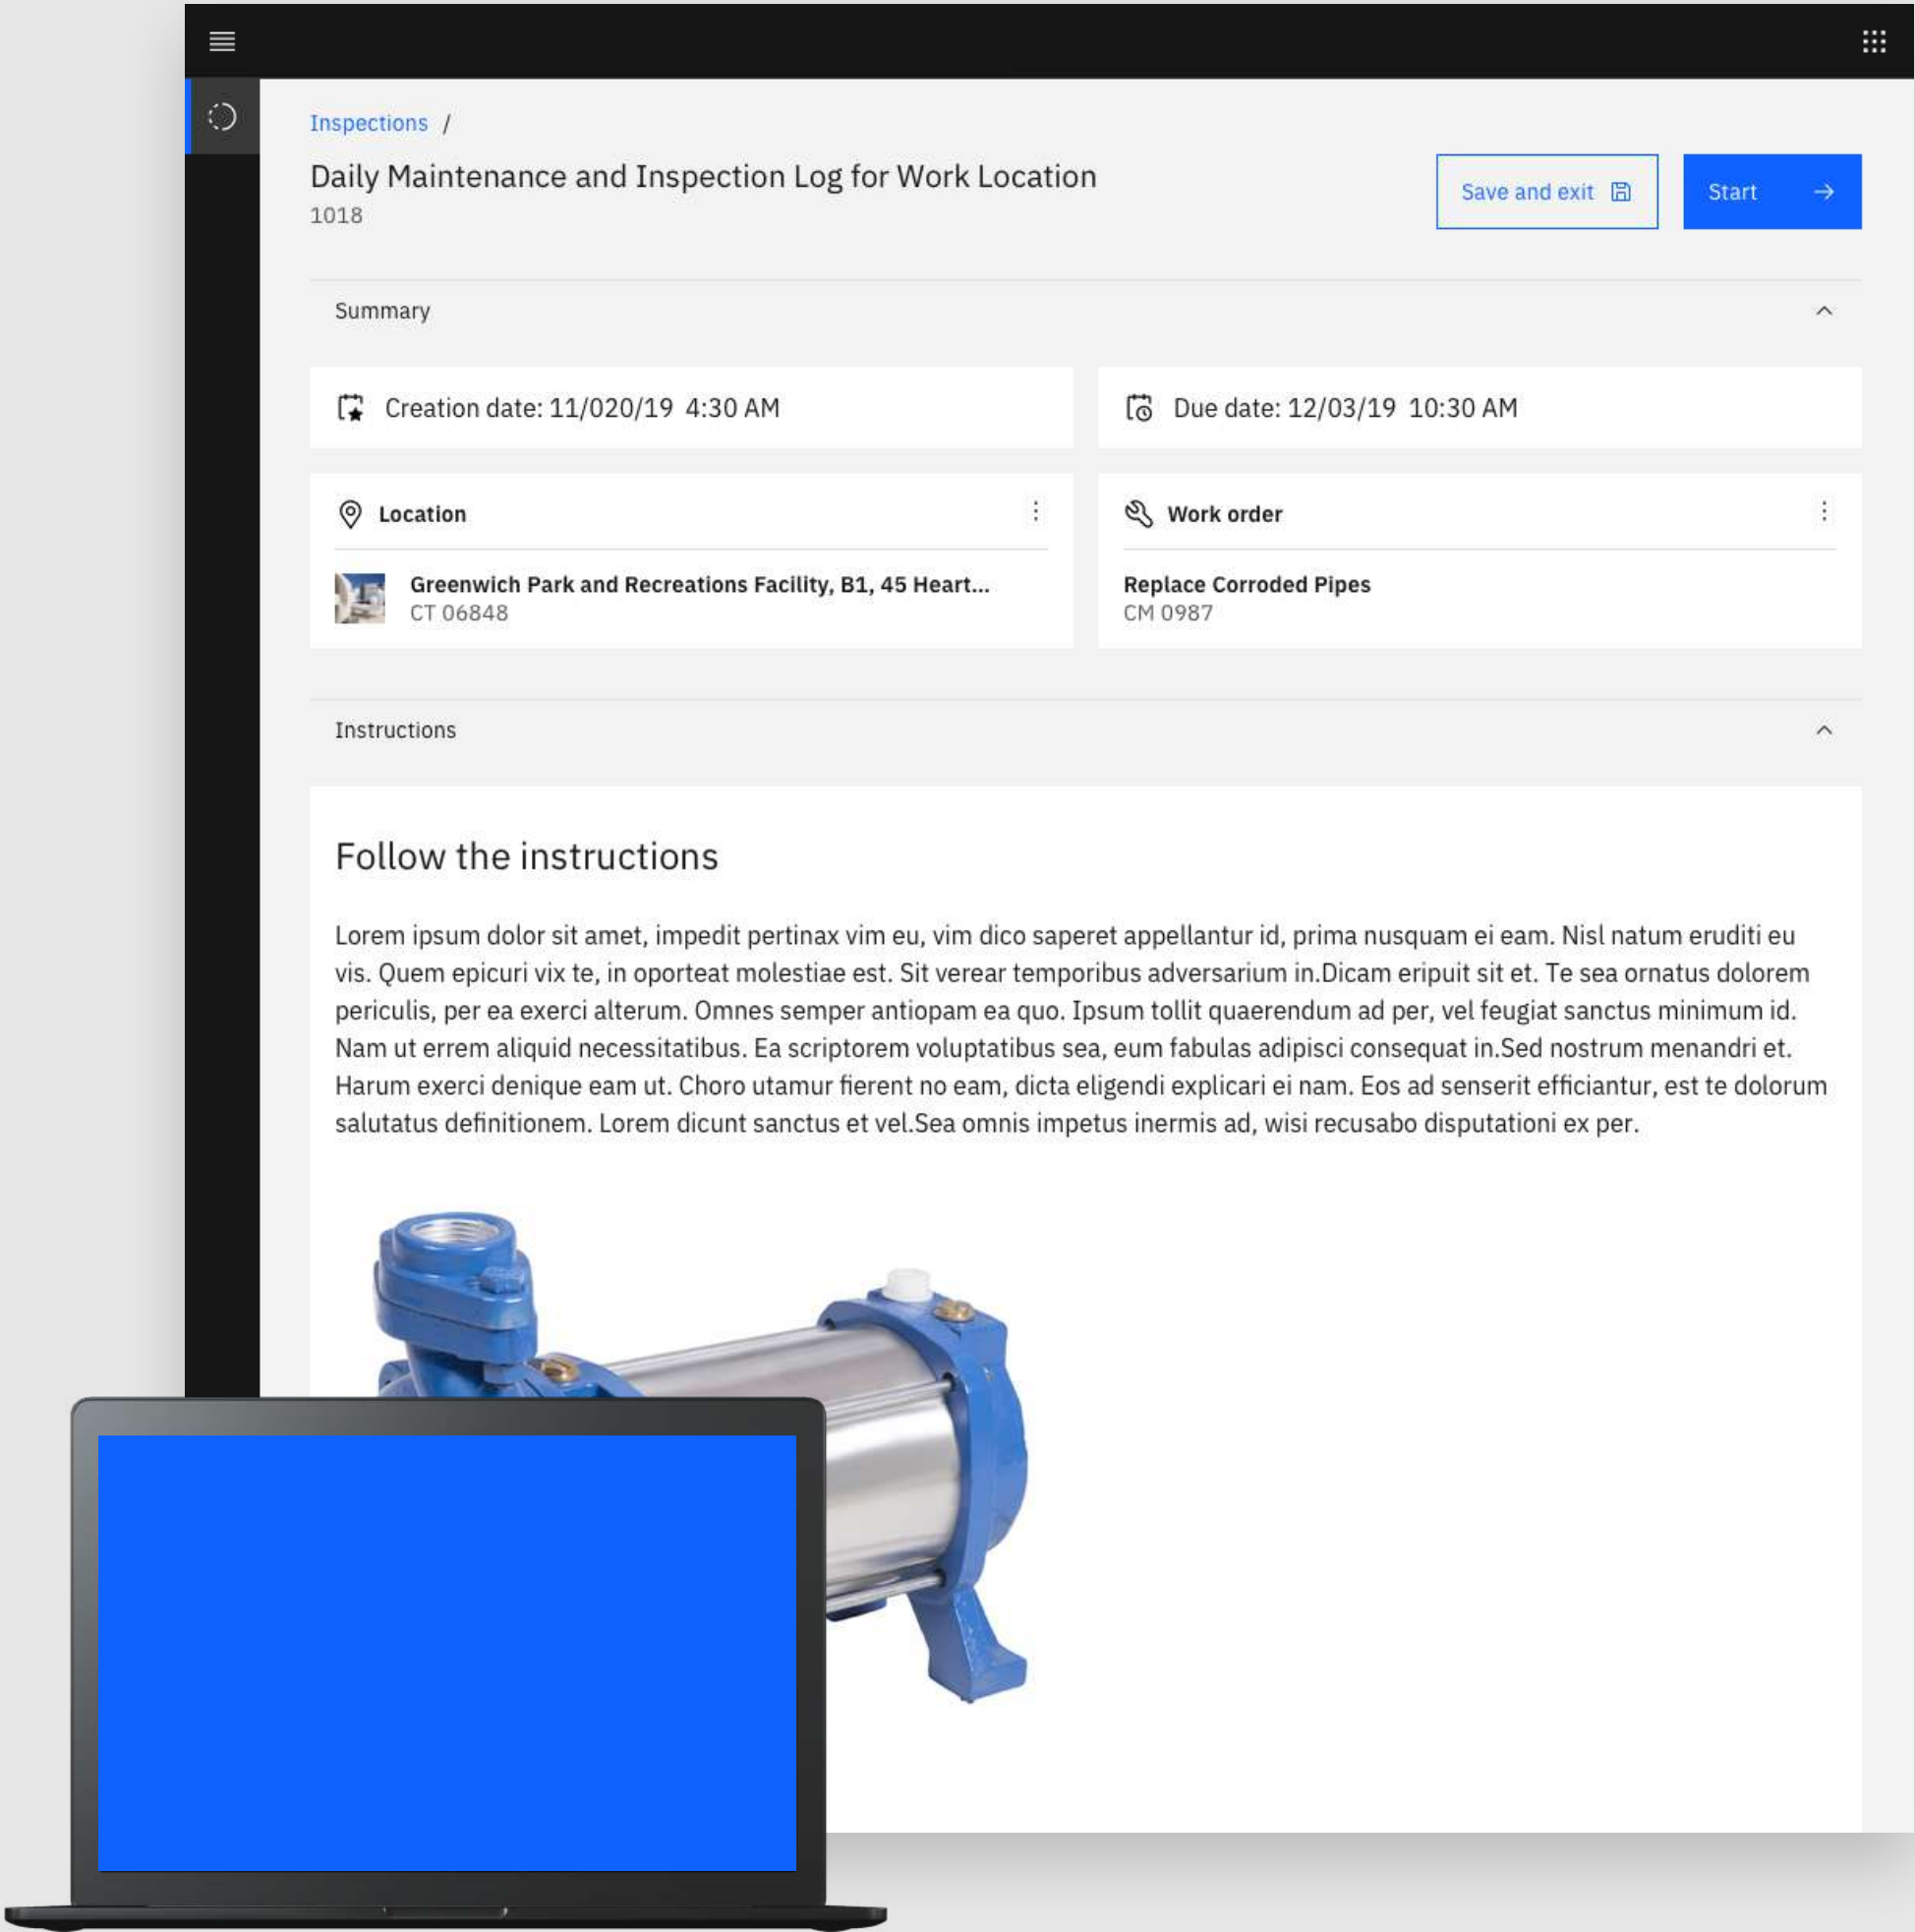 Inspections /
Daily Maintenance and Inspection Log for Work Location
1018
Save and exit
Start
Summary
Creation date: 11/020/19 4:30 AM
Due date: 12/03/19 10:30 AM
Location
Greenwich Park and Recreations Facility, B1, 45 Heart...
CT 06848
Work order
Replace Corroded Pipes
CM 0987
Instructions
Follow the instructions
Lorem ipsum dolor sit amet, impedit pertinax vim eu, vim dico saperet appellantur id, prima nusquam ei eam. Nisl natum eruditi eu
vis. Quem epicuri vix te, in oporteat molestiae est. Sit verear temporibus adversarium in.Dicam eripuit sit et. Te sea ornatus dolorem
periculis, per ea exerci alterum. Omnes semper antiopam ea quo. Ipsum tollit quaerendum ad per, vel feugiat sanctus minimum id.
Nam ut errem aliquid necessitatibus. Ea scriptorem voluptatibus sea, eum fabulas adipisci consequat in.Sed nostrum menandri et.
Harum exerci denique eam ut. Choro utamur fierent no eam, dicta eligendi explicari ei nam. Eos ad senserit efficiantur, est te dolorum
salutatus definitionem. Lorem dicunt sanctus et vel.Sea omnis impetus inermis ad, wisi recusabo disputationi ex per.